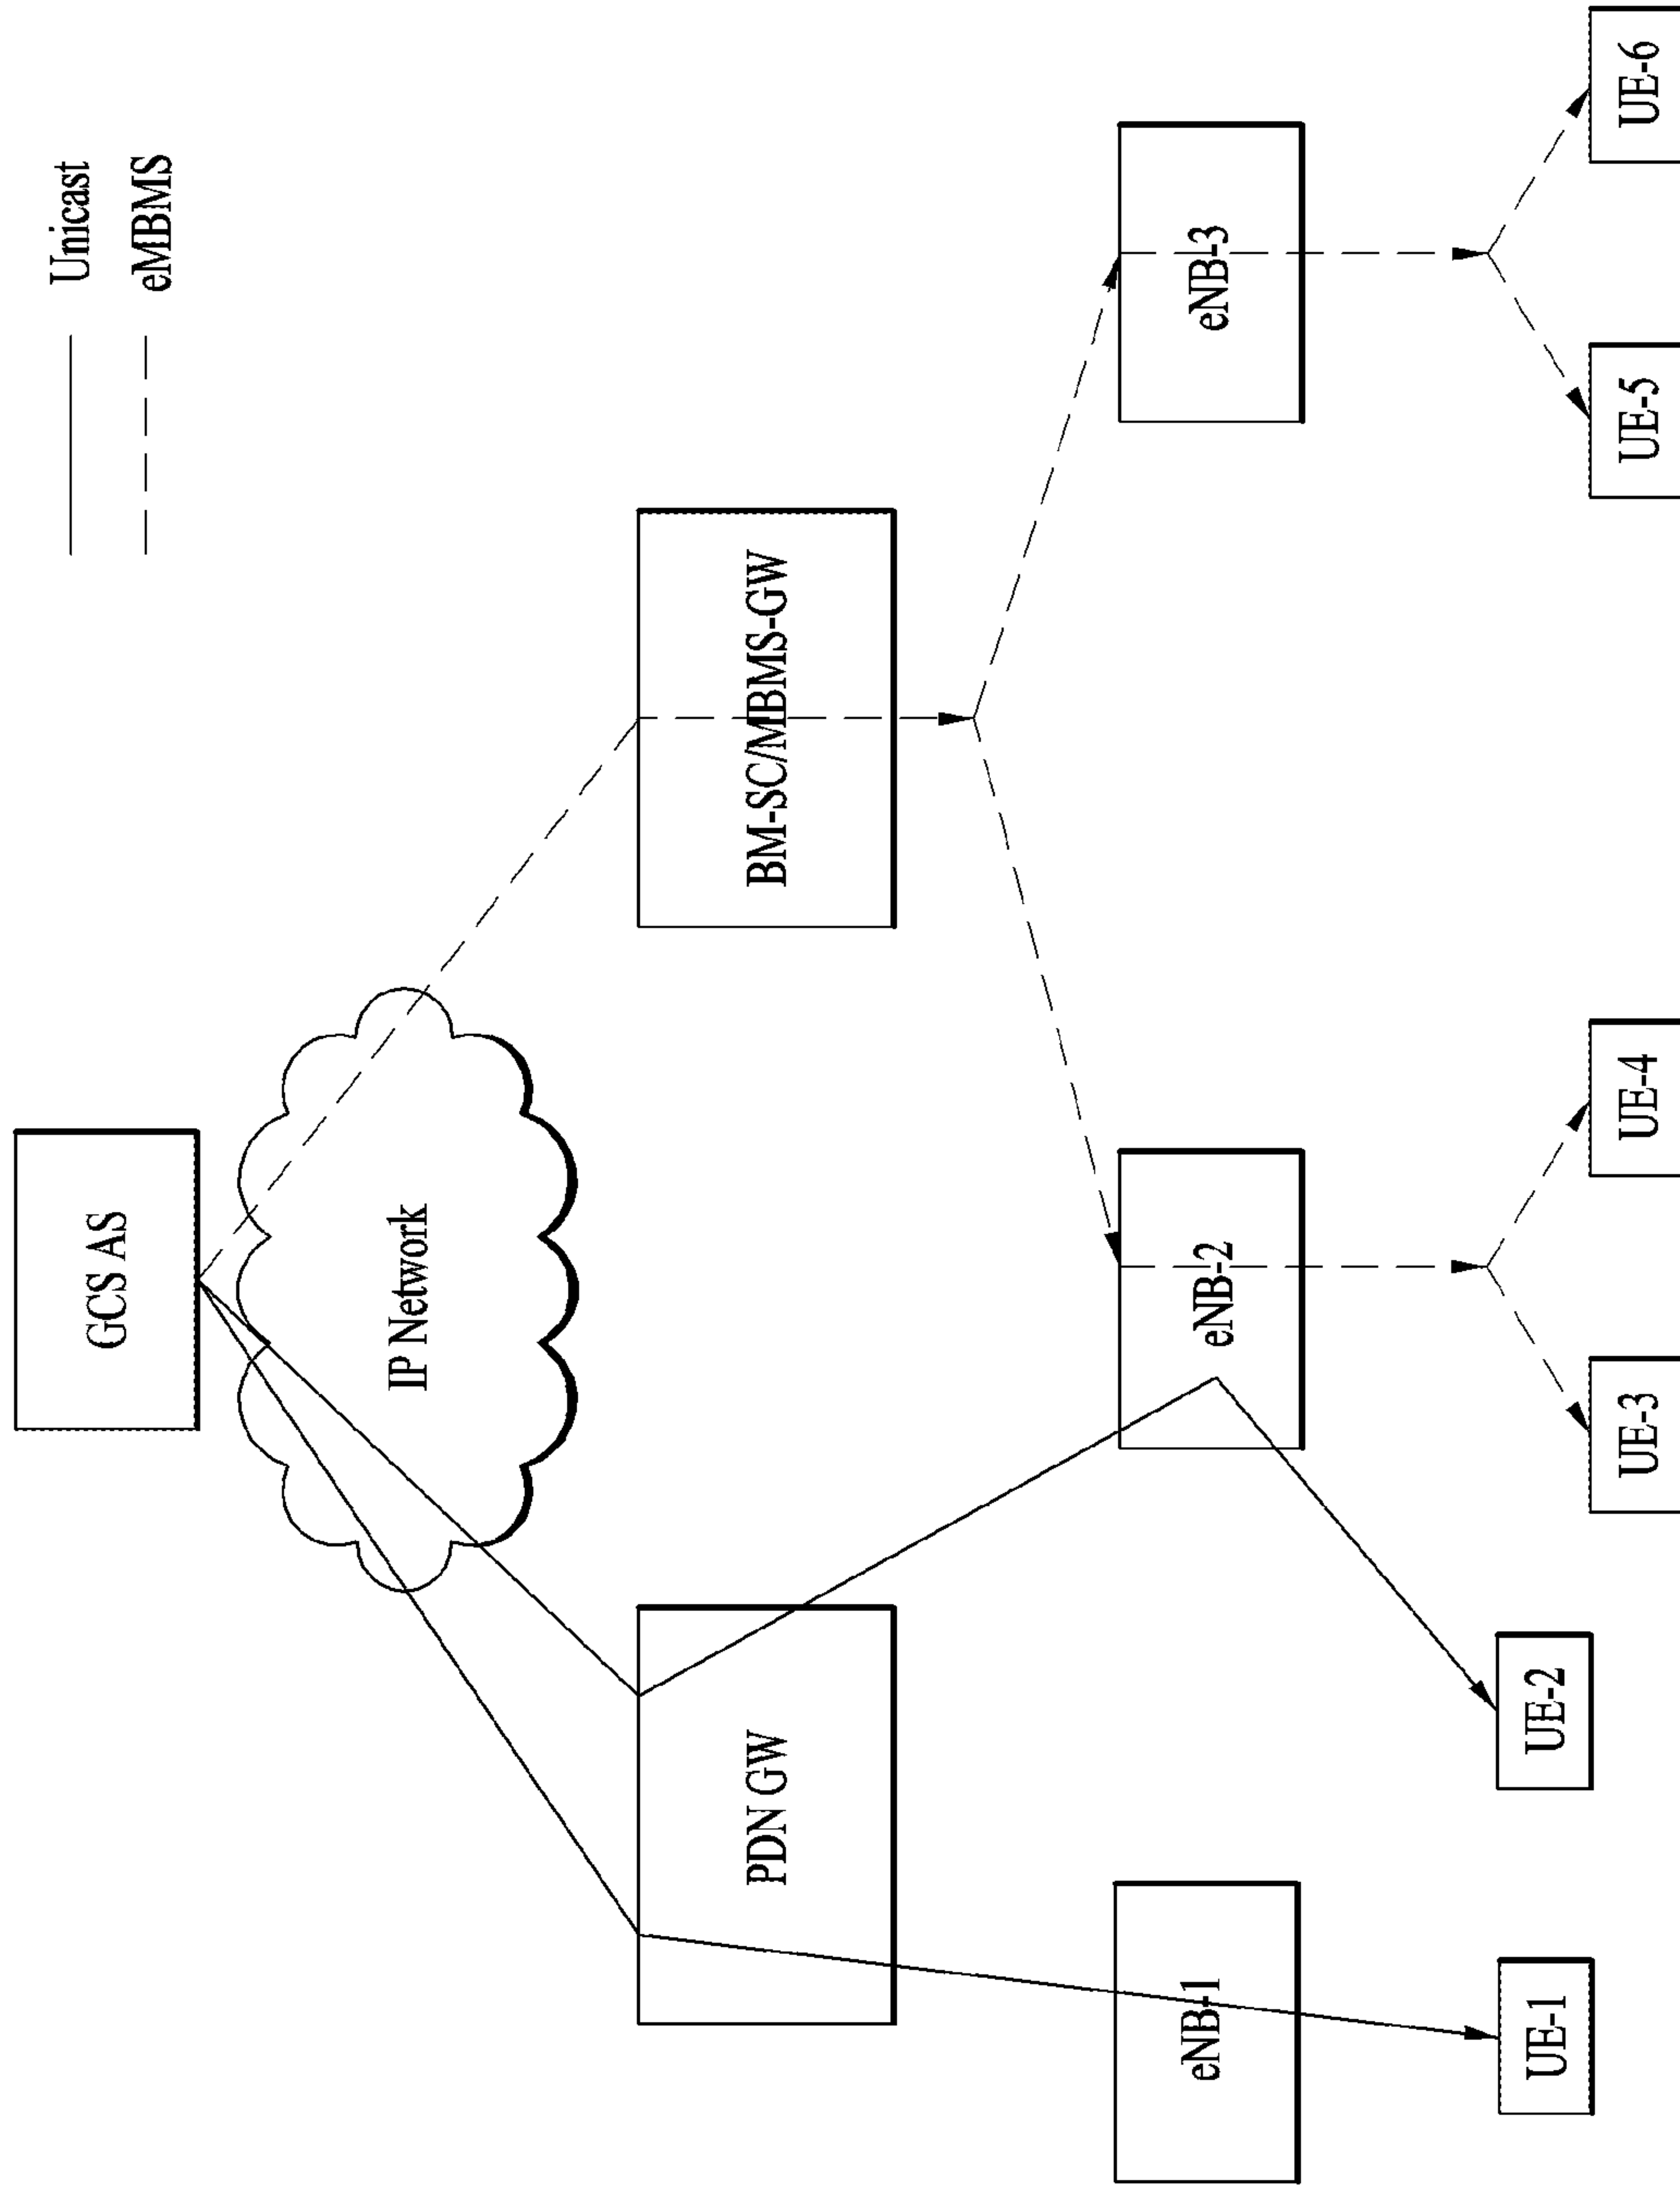 Unicast
eMBMS
GCS AS
IP Network
PDN GW
BM-SC/MBMS-GW
eNB-1
eNB-2
eNB-3
UE-1
UE-2
UE-3
UE-4
UE-5
UE-6